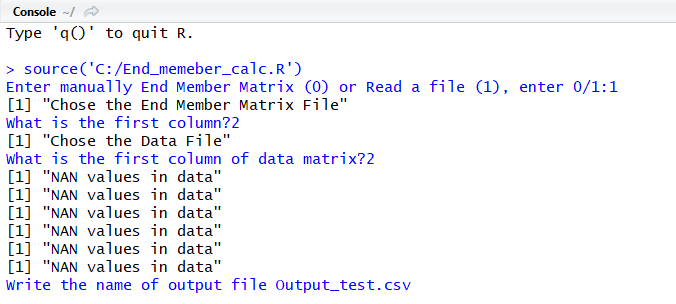 Console ~/
Type 'q()' to quit R.
> source('C:/End_memeber_calc.R')
Enter manually End Member Matrix (0) or Read a file (1), enter 0/1:1
[1] "Chose the End Member Matrix File"
What is the first column?2
[1] "Chose the Data File"
What is the first column of data matrix?2
[1] "NAN values in data"
[1] "NAN values in data"
[1] "NAN values in data"
[1] "NAN values in data"
[1] "NAN values in data"
[1] "NAN values in data"
Write the name of output file Output_test.csv